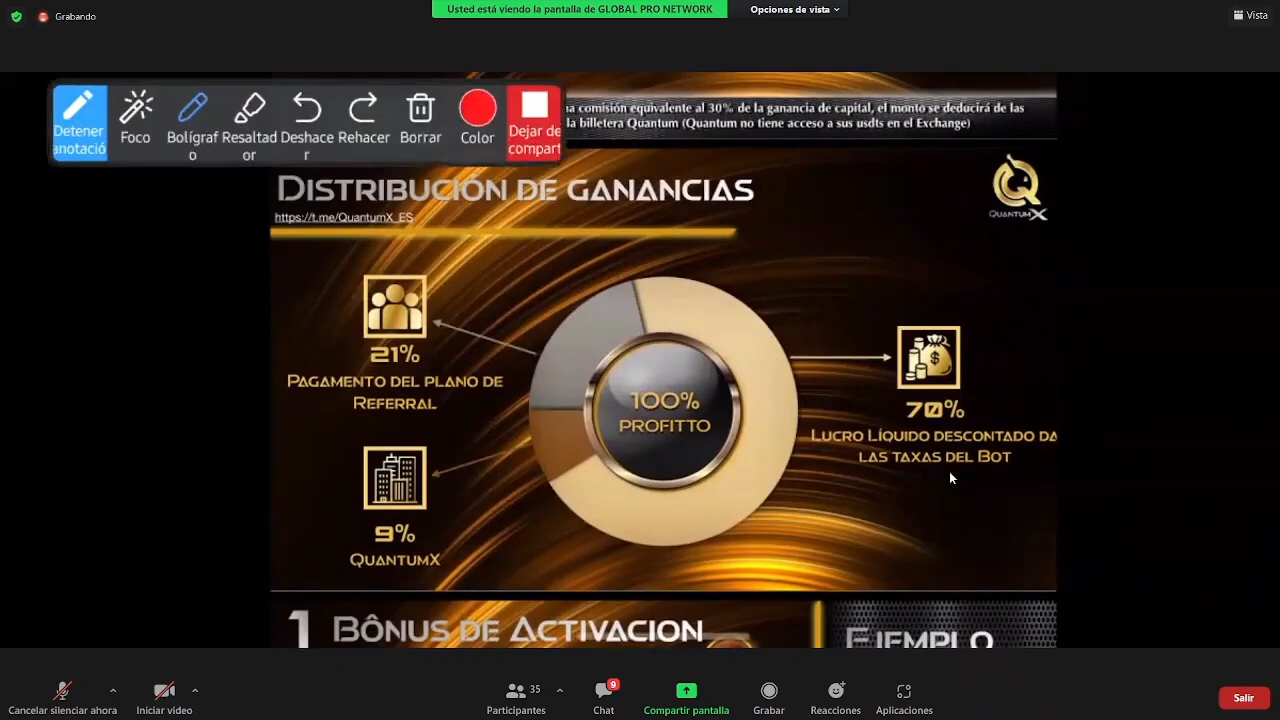 Grabando
Usted está viendo la pantalla de GLOBAL PRO NETWORK
Opciones de vista
Vista
Detener
anotació
Foco
Bolígraf
o
Resaltad
or
Deshace
r
Rehacer
Borrar
Color
Dejar de
compart
a comisión equivalente al 30% de la ganancia de capital, el monto se deducirá de las
la billetera Quantum (Quantum no tiene acceso a sus usdts en el Exchange)
DISTRIBUCIÓN DE GANANCIAS
https://t.me/QuantumX_ES
QUANTUMX
21%
PAGAMENTO DEL PLANO DE
REFERRAL
9%
QUANTUMX
100%
PROFITTO
70%
LUCRO LÍQUIDO DESCONTADO DA
LAS TAXAS DEL BOT
1 BÔNUS DE ACTIVACION
EJEMPLO
Cancelar silenciar ahora
Iniciar video
35
Participantes
9
Chat
Compartir pantalla
Grabar
Reacciones
Aplicaciones
Salir